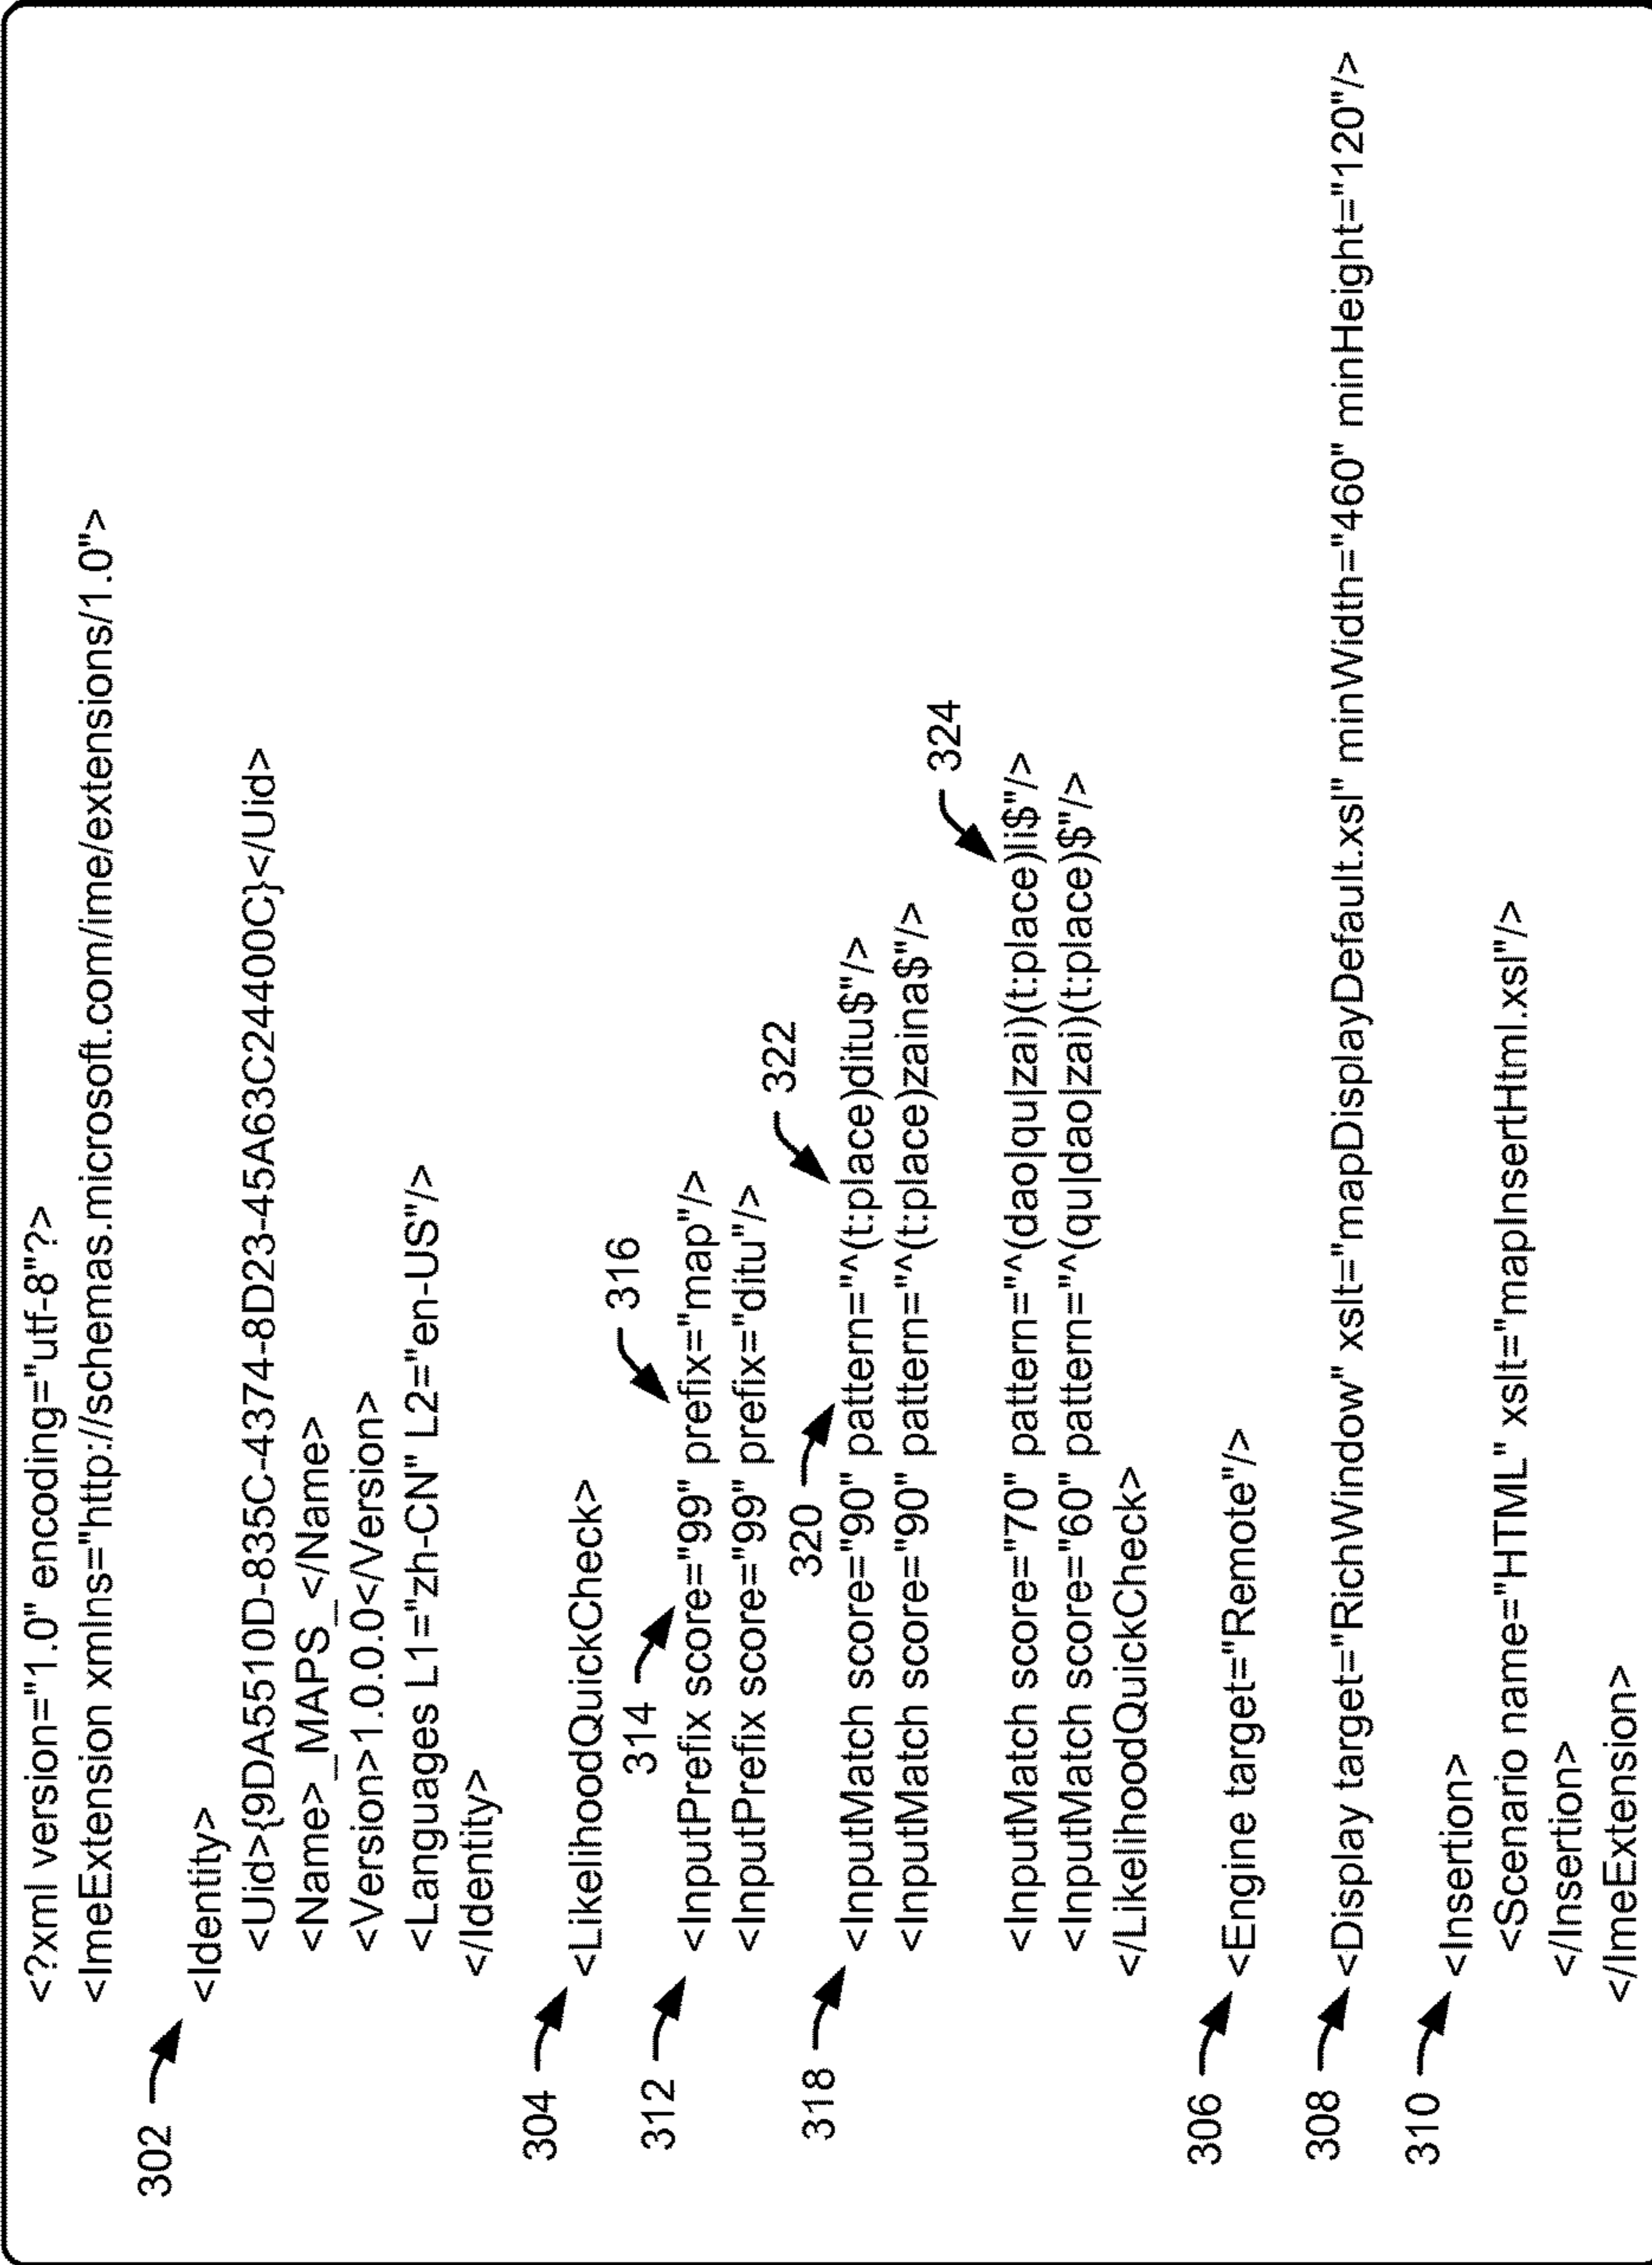 <?xml version="1.0" encoding="utf-8"?>
<ImeExtension xmlns="http://schemas.microsoft.com/ime/extensions/1.0">
302
<Identity>
<Uid>{9DA5510D-835C-4374-8D23-45A63C24400C}</Uid>
<Name>_MAPS_</Name>
<Version>1.0.0.0</Version>
<Languages L1="zh-CN" L2="en-US"/>
</Identity>
304
<LikelihoodQuickCheck>
312 314 316
<InputPrefix score="99" prefix="map"/>
<InputPrefix score="99" prefix="ditu"/>
318 320 322
<InputMatch score="90" pattern="^(t:place)ditu$"/>
<InputMatch score="90" pattern="^(t:place)zaina$"/>
324
<InputMatch score="70" pattern="^(dao|qu|zai)(t:place)li$"/>
<InputMatch score="60" pattern="^(qu|dao|zai)(t:place)$"/>
</LikelihoodQuickCheck>
306
<Engine target="Remote"/>
308
<Display target="RichWindow" xslt="mapDisplayDefault.xsl" minWidth="460" minHeight="120"/>
310
<Insertion>
<Scenario name="HTML" xslt="mapInsertHtml.xsl"/>
</Insertion>
</ImeExtension>